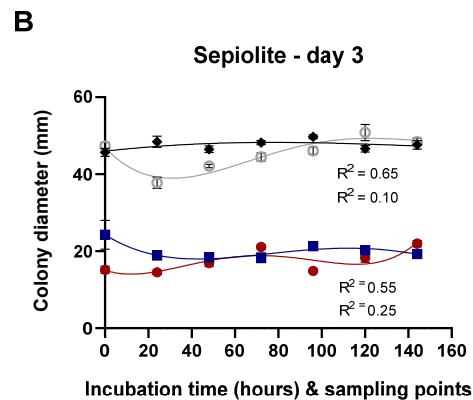 B
Sepiolite - day 3
Colony diameter (mm)
60
40
20
0
R² = 0.65
R² = 0.10
R² = 0.55
R² = 0.25
0 20 40 60 80 100 120 140 160
Incubation time (hours) & sampling points